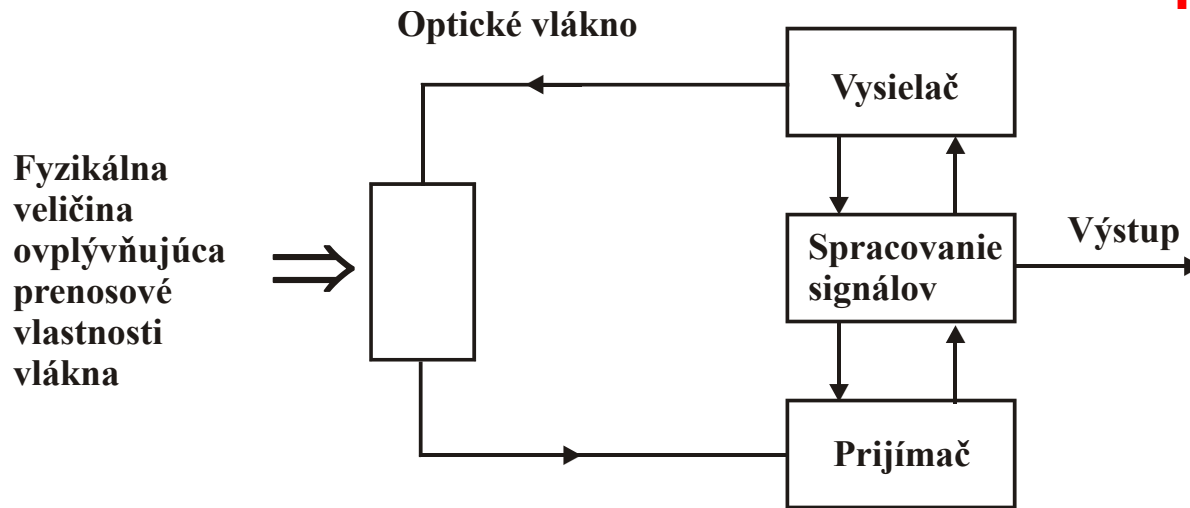 Optické vlákno
Vysielač
Fyzikálna
veličina
ovplývňujúca
prenosové
vlastnosti
vlákna
Spracovanie
signálov
Výstup
Prijímač